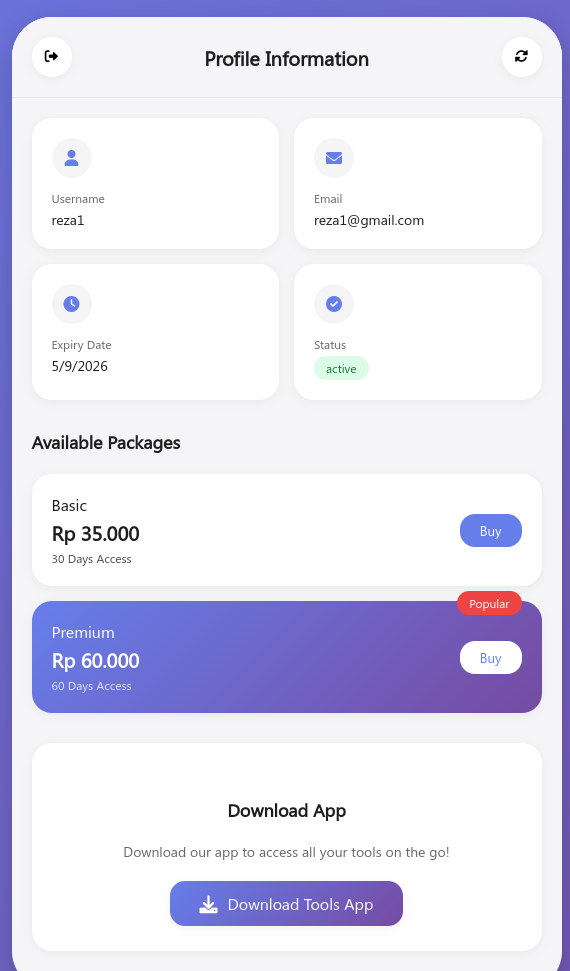 Profile Information
Username
reza1
Email
reza1@gmail.com
Expiry Date
5/9/2026
Status
active
Available Packages
Basic
Rp 35.000
30 Days Access
Buy
Popular
Premium
Rp 60.000
60 Days Access
Buy
Download App
Download our app to access all your tools on the go!
Download Tools App